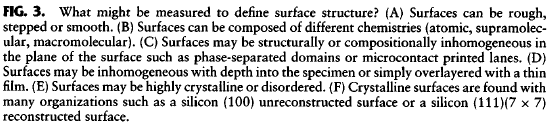 FIG. 3. What might be measured to define surface structure? (A) Surfaces can be rough,
stepped or smooth. (B) Surfaces can be composed of different chemistries (atomic, supramolec-
ular, macromolecular). (C) Surfaces may be structurally or compositionally inhomogeneous in
the plane of the surface such as phase-separated domains or microcontact printed lanes. (D)
Surfaces may be inhomogeneous with depth into the specimen or simply overlayered with a thin
film. (E) Surfaces may be highly crystalline or disordered. (F) Crystalline surfaces are found with
many organizations such as a silicon (100) unreconstructed surface or a silicon (111)(7 × 7)
reconstructed surface.